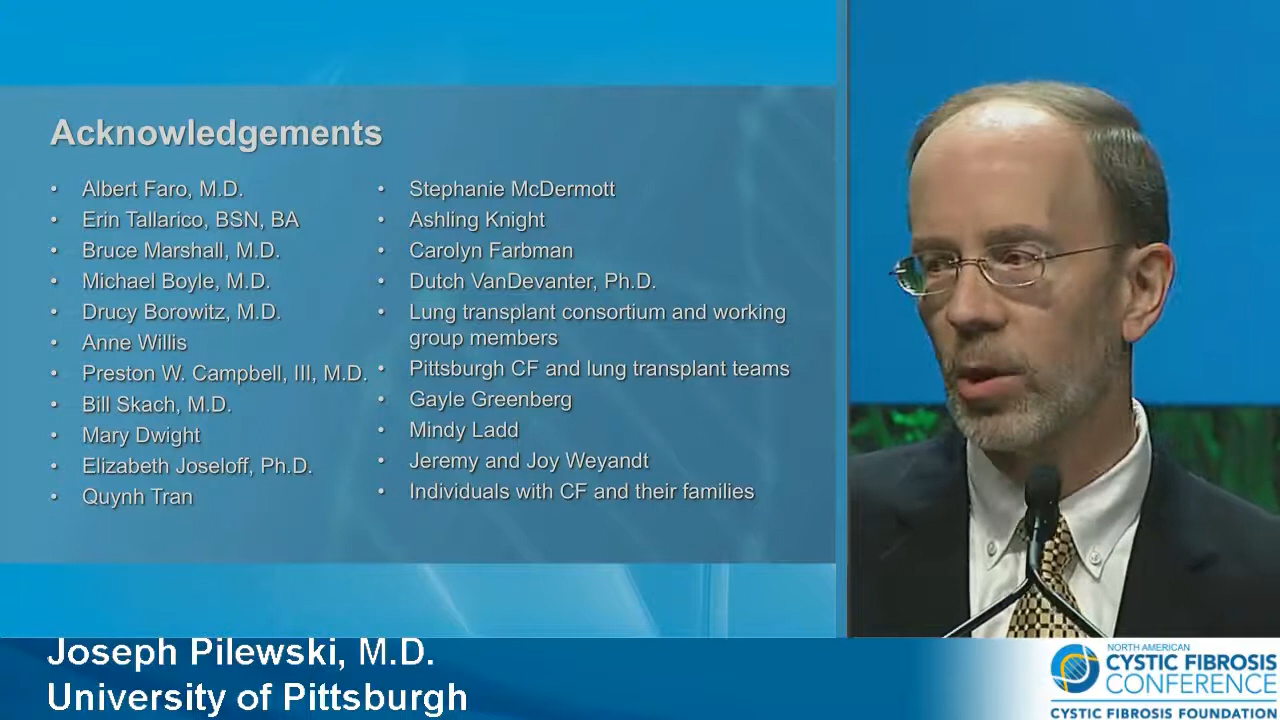 Acknowledgements
• Albert Faro, M.D.
• Erin Tallarico, BSN, BA
• Bruce Marshall, M.D.
• Michael Boyle, M.D.
• Drucy Borowitz, M.D.
• Anne Willis
• Preston W. Campbell, III, M.D.
• Bill Skach, M.D.
• Mary Dwight
• Elizabeth Joseloff, Ph.D.
• Quynh Tran
• Stephanie McDermott
• Ashling Knight
• Carolyn Farbman
• Dutch VanDevanter, Ph.D.
• Lung transplant consortium and working
group members
• Pittsburgh CF and lung transplant teams
• Gayle Greenberg
• Mindy Ladd
• Jeremy and Joy Weyandt
• Individuals with CF and their families
Joseph Pilewski, M.D.
University of Pittsburgh
NORTH AMERICAN
CYSTIC FIBROSIS
CONFERENCE
CYSTIC FIBROSIS FOUNDATION